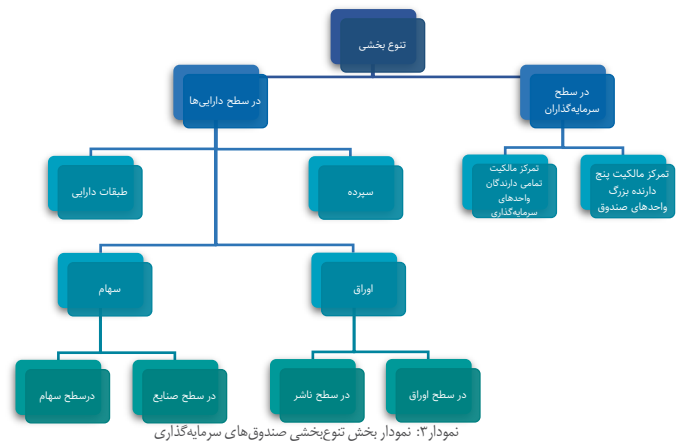 تنوع بخشی
در سطح
سرمایه‌گذاران
در سطح دارایی‌ها
تمرکز مالکیت پنج
دارنده بزرگ
واحدهای صندوق
تمرکز مالکیت
تمامی دارندگان
واحدهای
سرمایه‌گذاری
سپرده
طبقات دارایی
اوراق
سهام
در سطح اوراق
در سطح ناشر
در سطح صنایع
درسطح سهام
نمودار۳: نمودار بخش تنوع‌بخشی صندوق‌های سرمایه‌گذاری